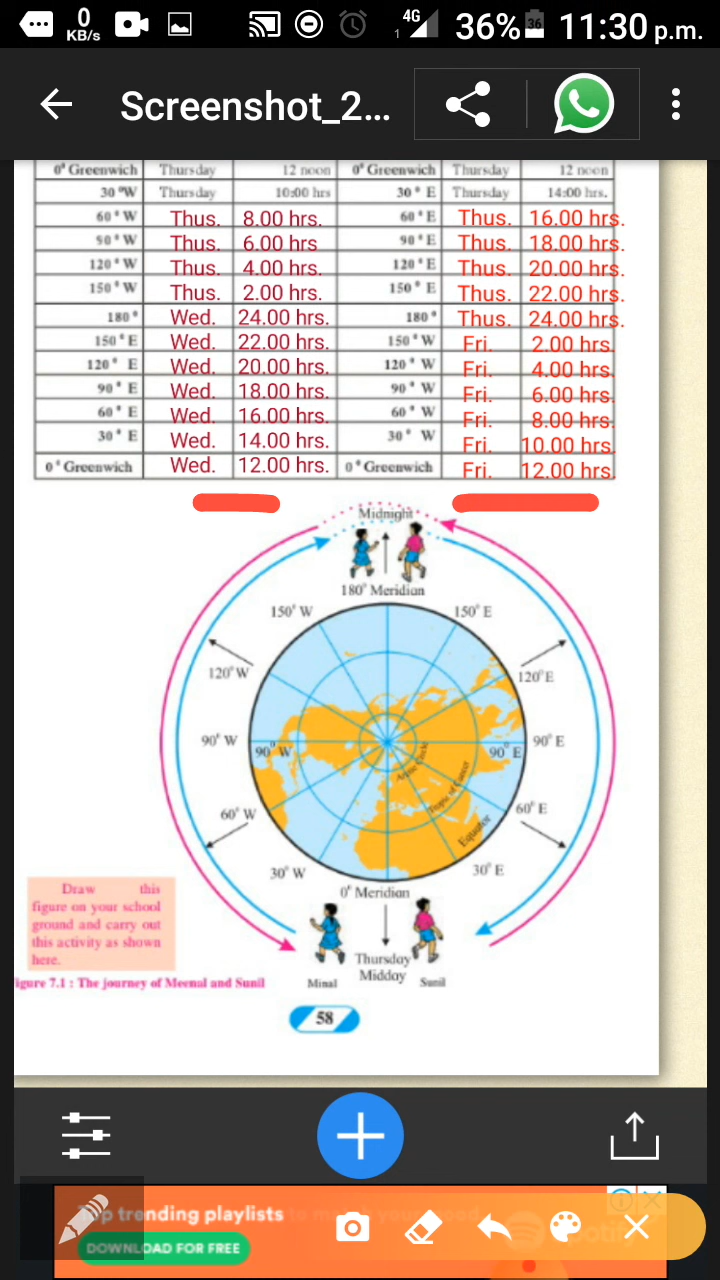 0 KB/s 4G 1 36% 36 11:30 p.m.
Screenshot_2...
0° Greenwich Thursday 12 noon 0° Greenwich Thursday 12 noon
30 °W Thursday 10:00 hrs 30 ° E Thursday 14:00 hrs.
60 ° W Thus. 8.00 hrs. 60 ° E Thus. 16.00 hrs.
90 ° W Thus. 6.00 hrs 90 ° E Thus. 18.00 hrs.
120 ° W Thus. 4.00 hrs. 120 ° E Thus. 20.00 hrs.
150 ° W Thus. 2.00 hrs. 150 ° E Thus. 22.00 hrs.
180 ° Wed. 24.00 hrs. 180 ° Thus. 24.00 hrs.
150 ° E Wed. 22.00 hrs. 150 ° W Fri. 2.00 hrs.
120 ° E Wed. 20.00 hrs. 120 ° W Fri. 4.00 hrs.
90 ° E Wed. 18.00 hrs. 90 ° W Fri. 6.00 hrs.
60 ° E Wed. 16.00 hrs. 60 ° W Fri. 8.00 hrs.
30 ° E Wed. 14.00 hrs. 30 ° W Fri. 10.00 hrs.
0 ° Greenwich Wed. 12.00 hrs. 0 ° Greenwich Fri. 12.00 hrs.
Midnight
180° Meridian
150° W 150° E
120° W 120° E
90° W 90° W 90° E 90° E
Arctic Circle
Tropic of Cancer
Equator
60° W 60° E
30° W 30° E
0° Meridian
Draw this
figure on your school
ground and carry out
this activity as shown
here.
Thursday
Midday
Minal Sunil
igure 7.1 : The journey of Meenal and Sunil
58
p trending playlists
DOWNLOAD FOR FREE